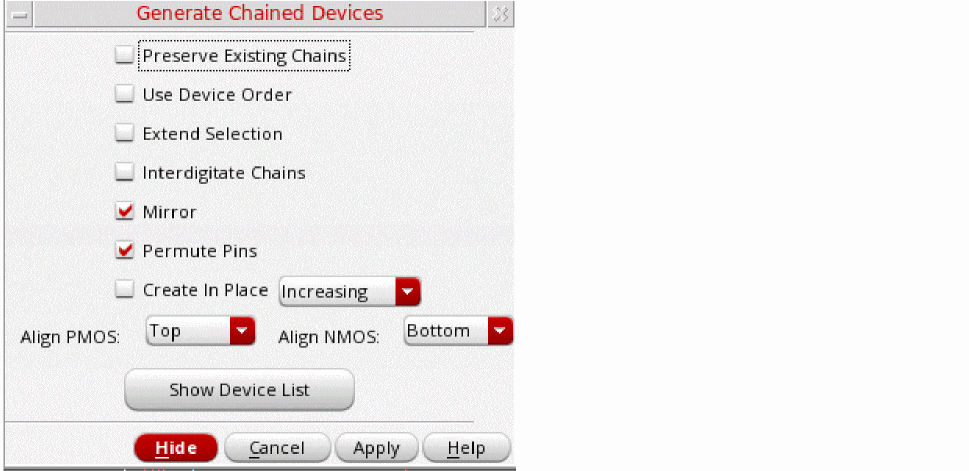 Generate Chained Devices
Preserve Existing Chains
Use Device Order
Extend Selection
Interdigitate Chains
Mirror
Permute Pins
Create In Place Increasing
Align PMOS: Top Align NMOS: Bottom
Show Device List
Hide Cancel Apply Help